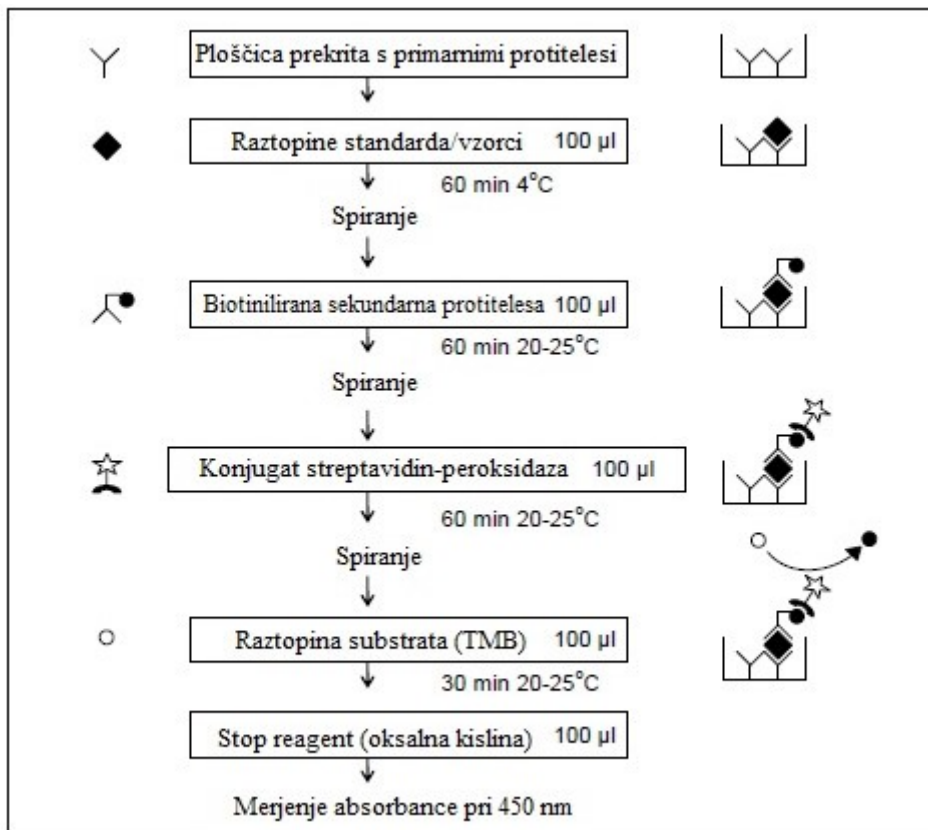 Ploščica prekrita s primarnimi protitelesi
Raztopine standarda/vzorci 100 µl
60 min 4°C
Spiranje
Biotinilirana sekundarna protitelesa 100 µl
60 min 20-25°C
Spiranje
Konjugat streptavidin-peroksidaza 100 µl
60 min 20-25°C
Spiranje
Raztopina substrata (TMB) 100 µl
30 min 20-25°C
Stop reagent (oksalna kislina) 100 µl
Merjenje absorbance pri 450 nm